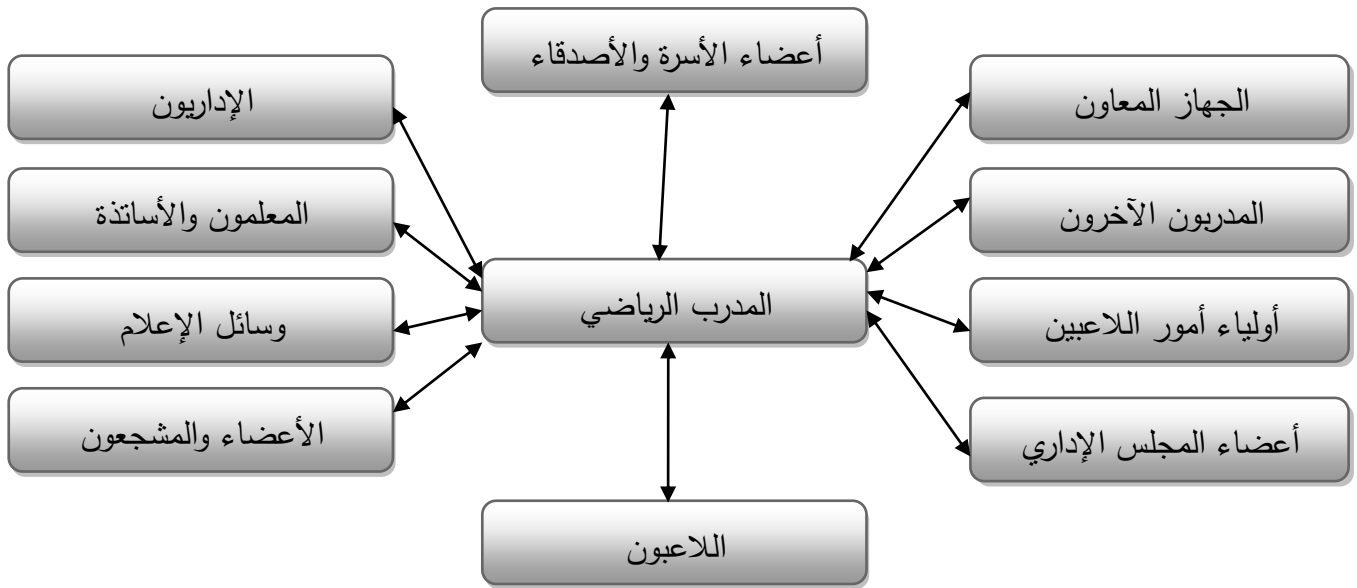 أعضاء الأسرة والأصدقاء
الجهاز المعاون
الإداريون
المدربون الآخرون
المعلمون والأساتذة
المدرب الرياضي
أولياء أمور اللاعبين
وسائل الإعلام
أعضاء المجلس الإداري
الأعضاء والمشجعون
اللاعبون